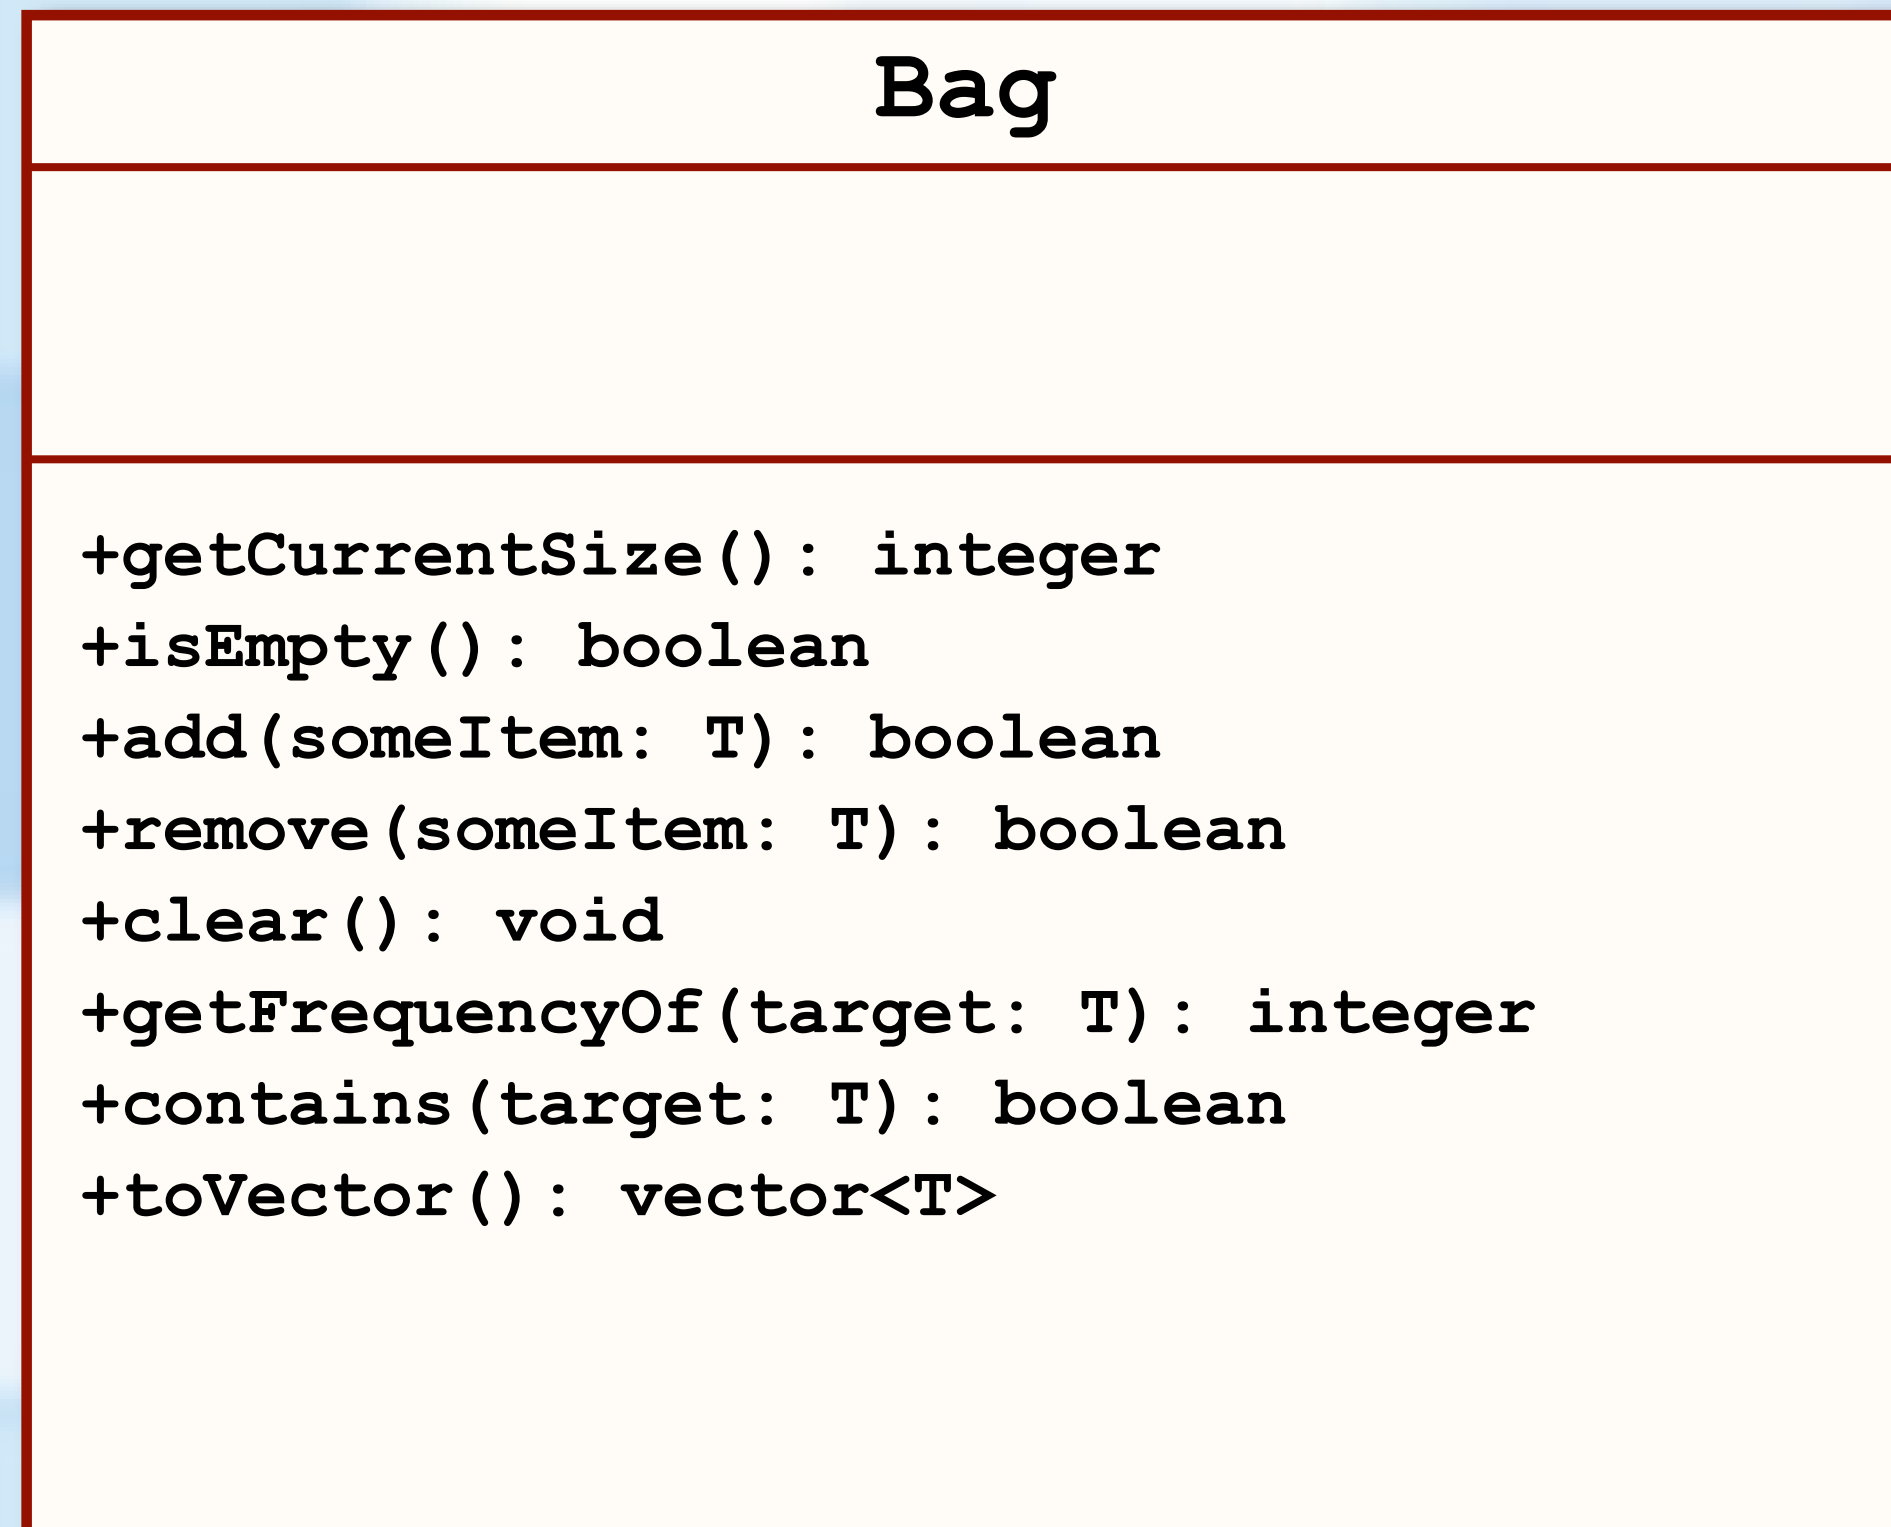 Bag
+getCurrentSize(): integer
+isEmpty(): boolean
+add(someItem: T): boolean
+remove(someItem: T): boolean
+clear(): void
+getFrequencyOf(target: T): integer
+contains(target: T): boolean
+toVector(): vector<T>